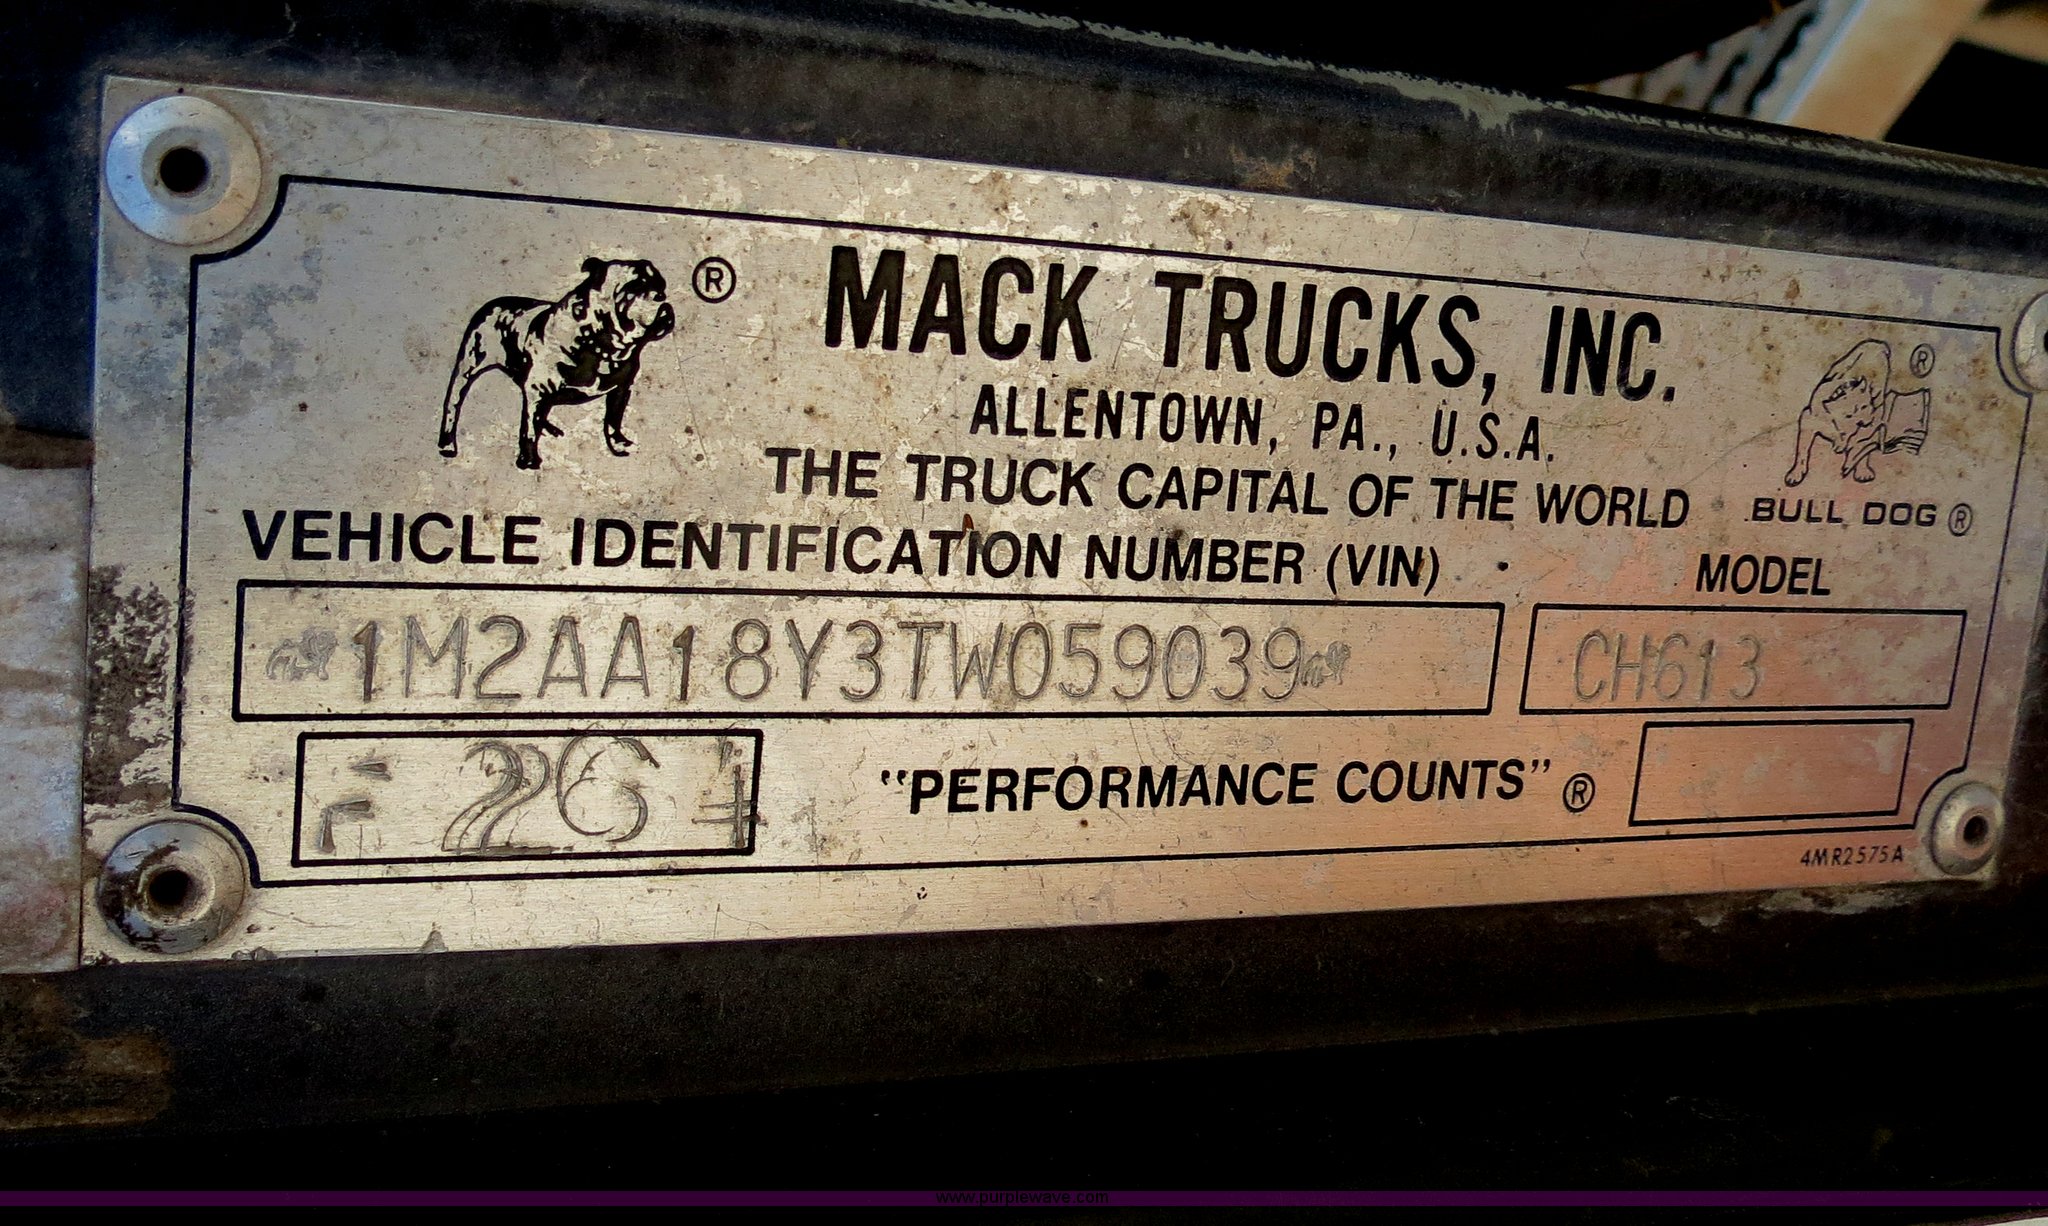 ®
MACK TRUCKS, INC.
ALLENTOWN, PA., U.S.A.
®
THE TRUCK CAPITAL OF THE WORLD
BULL DOG ®
VEHICLE IDENTIFICATION NUMBER (VIN)
MODEL
1M2AA18Y3TW059039
CH613
26
"PERFORMANCE COUNTS" ®
4MR2575A
www.purplewave.com